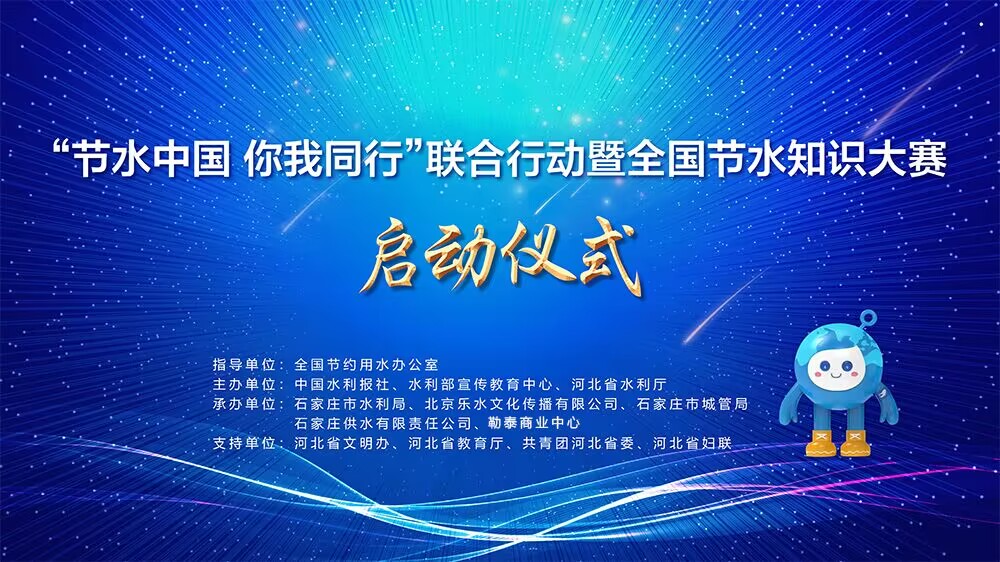 “节水中国 你我同行”联合行动暨全国节水知识大赛
启动仪式
指导单位：全国节约用水办公室
主办单位：中国水利报社、水利部宣传教育中心、河北省水利厅
承办单位：石家庄市水利局、北京乐水文化传播有限公司、石家庄市城管局
石家庄供水有限责任公司、勒泰商业中心
支持单位：河北省文明办、河北省教育厅、共青团河北省委、河北省妇联